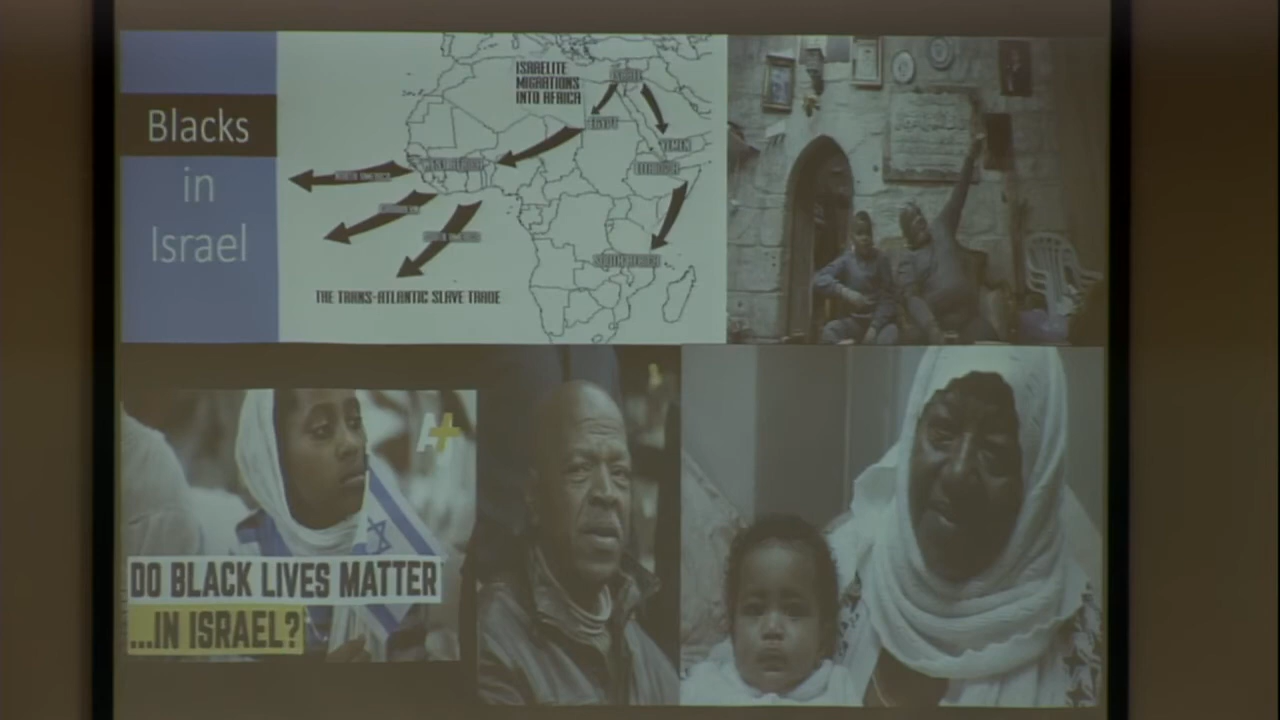 Blacks
in
Israel
ISRAELITE
MIGRATIONS
INTO AFRICA
ISRAEL
EGYPT
YEMEN
WEST AFRICA
ETHIOPIA
NORTH AMERICA
SOUTH AFRICA
THE TRANS-ATLANTIC SLAVE TRADE
A+
DO BLACK LIVES MATTER
...IN ISRAEL?